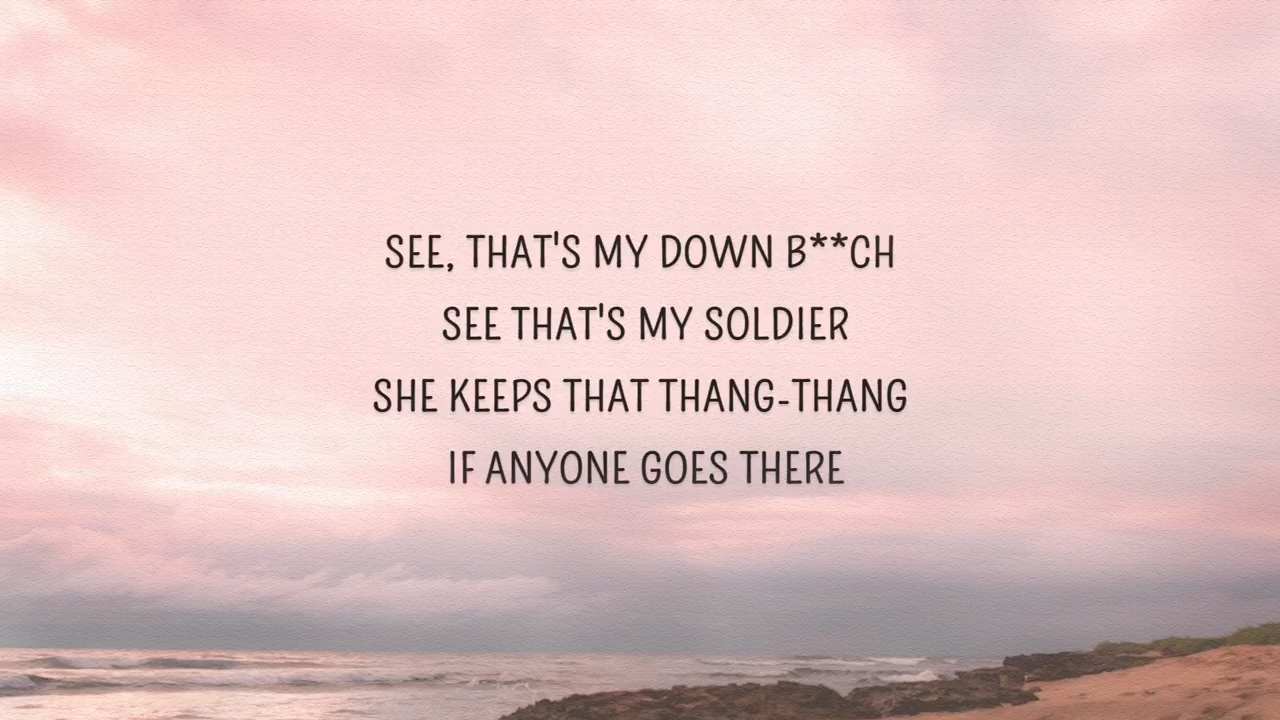 SEE, THAT'S MY DOWN B**CH
SEE THAT'S MY SOLDIER
SHE KEEPS THAT THANG-THANG
IF ANYONE GOES THERE